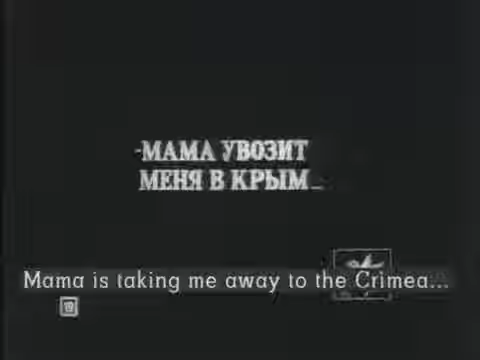 -МАМА УВОЗИТ
МЕНЯ В КРЫМ...
Mama is taking me away to the Crimea...